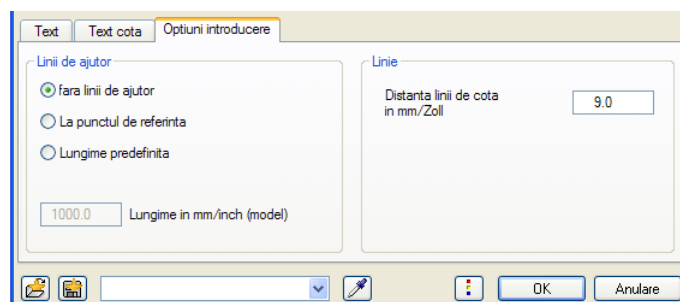 Text Text cota Optiuni introducere
Linii de ajutor
fara linii de ajutor
La punctul de referinta
Lungime predefinita
1000.0 Lungime in mm/inch (model)
Linie
Distanta linii de cota
in mm/Zoll
9.0
OK Anulare